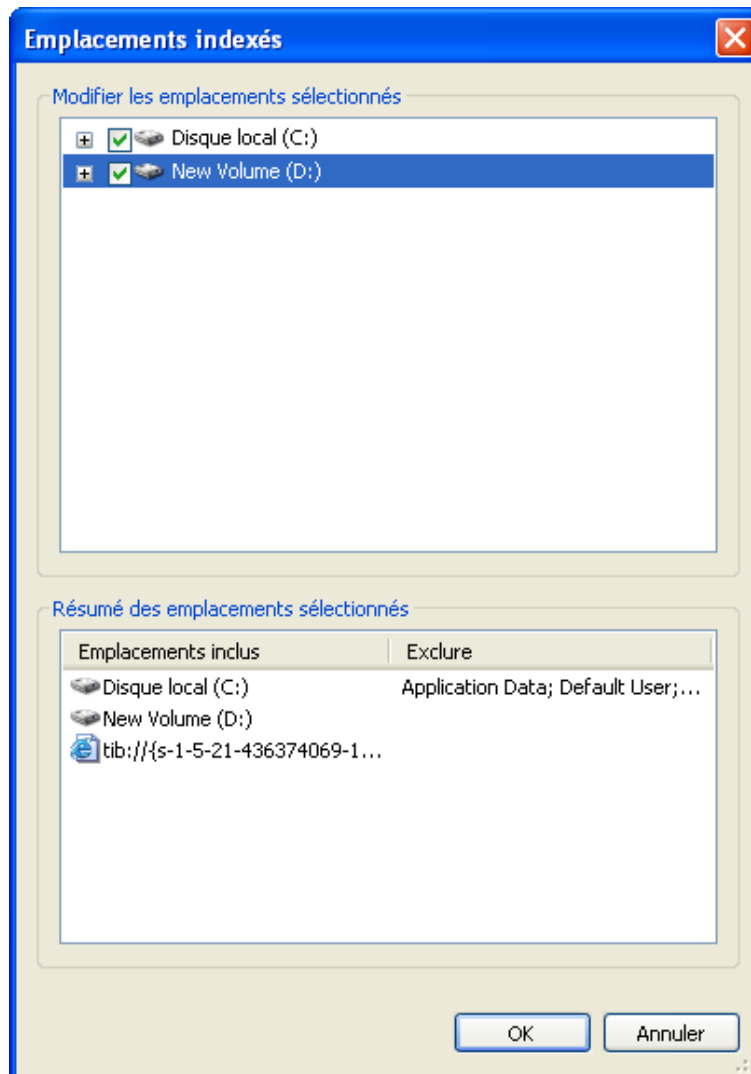 Emplacements indexés
Modifier les emplacements sélectionnés
Disque local (C:)
New Volume (D:)
Résumé des emplacements sélectionnés
Emplacements inclus Exclure
Disque local (C:) Application Data; Default User;...
New Volume (D:)
tib://{s-1-5-21-436374069-1...
OK Annuler